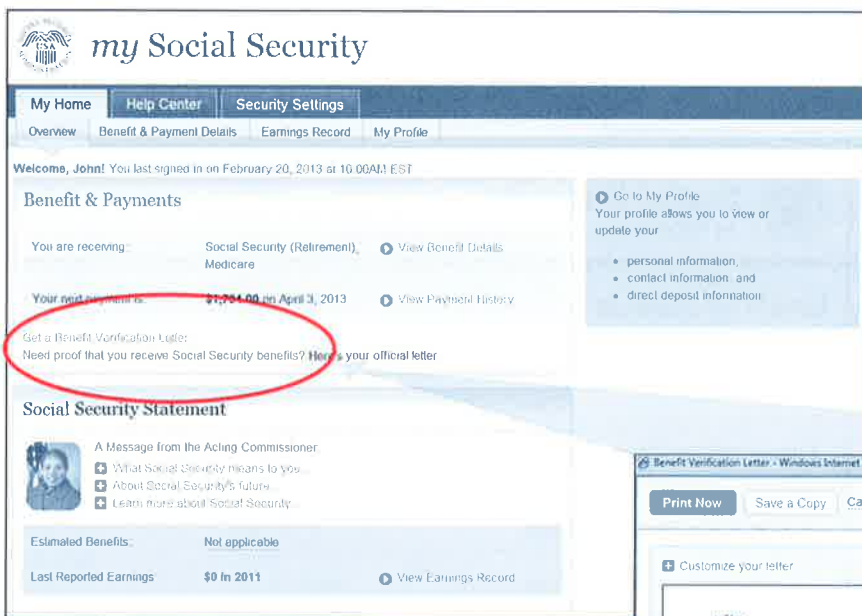 USA
my Social Security
My Home Help Center Security Settings
Overview Benefit & Payment Details Earnings Record My Profile
Welcome, John! You last signed in on February 20, 2013 at 10:00AM EST
Benefit & Payments
You are receiving: Social Security (Retirement), View Benefit Details
Medicare
Your next payment is: on April 3, 2013 View Payment History
Get a Benefit Verification Letter
Need proof that you receive Social Security benefits? Here's your official letter
Social Security Statement
A Message from the Acting Commissioner
What Social Security means to you...
About Social Security's future...
Learn more about Social Security...
Estimated Benefits: Not applicable
Last Reported Earnings $0 in 2011 View Earnings Record
Go to My Profile
Your profile allows you to view or
update your
• personal information,
• contact information and
• direct deposit information
Benefit Verification Letter - Windows Internet
Print Now Save a Copy Ca
Customize your letter